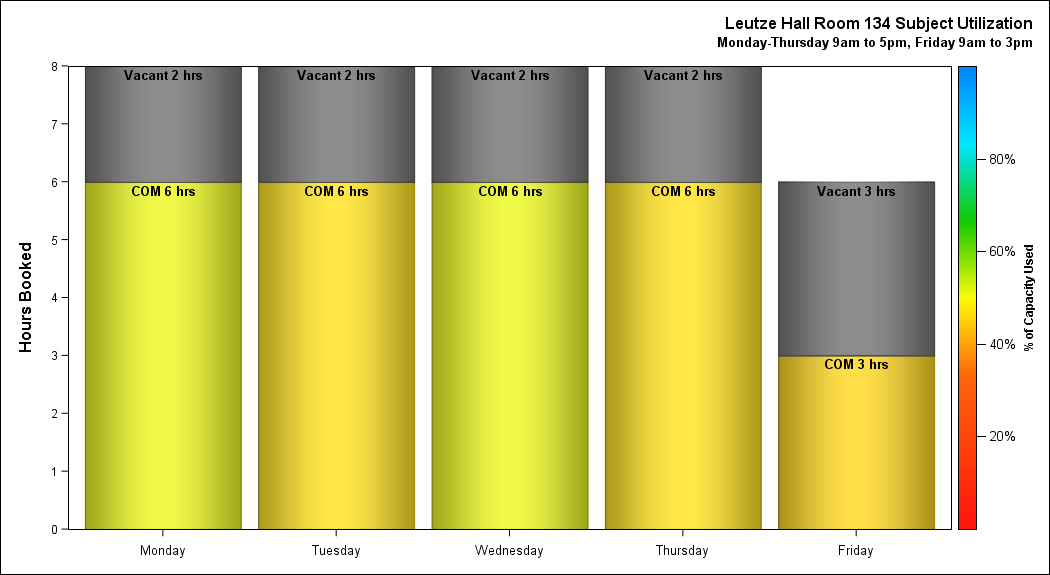 Leutze Hall Room 134 Subject Utilization
Monday-Thursday 9am to 5pm, Friday 9am to 3pm
Hours Booked
8
7
6
5
4
3
2
1
0
Vacant 2 hrs
Vacant 2 hrs
Vacant 2 hrs
Vacant 2 hrs
COM 6 hrs
COM 6 hrs
COM 6 hrs
COM 6 hrs
Vacant 3 hrs
COM 3 hrs
Monday
Tuesday
Wednesday
Thursday
Friday
80%
60%
40%
20%
% of Capacity Used